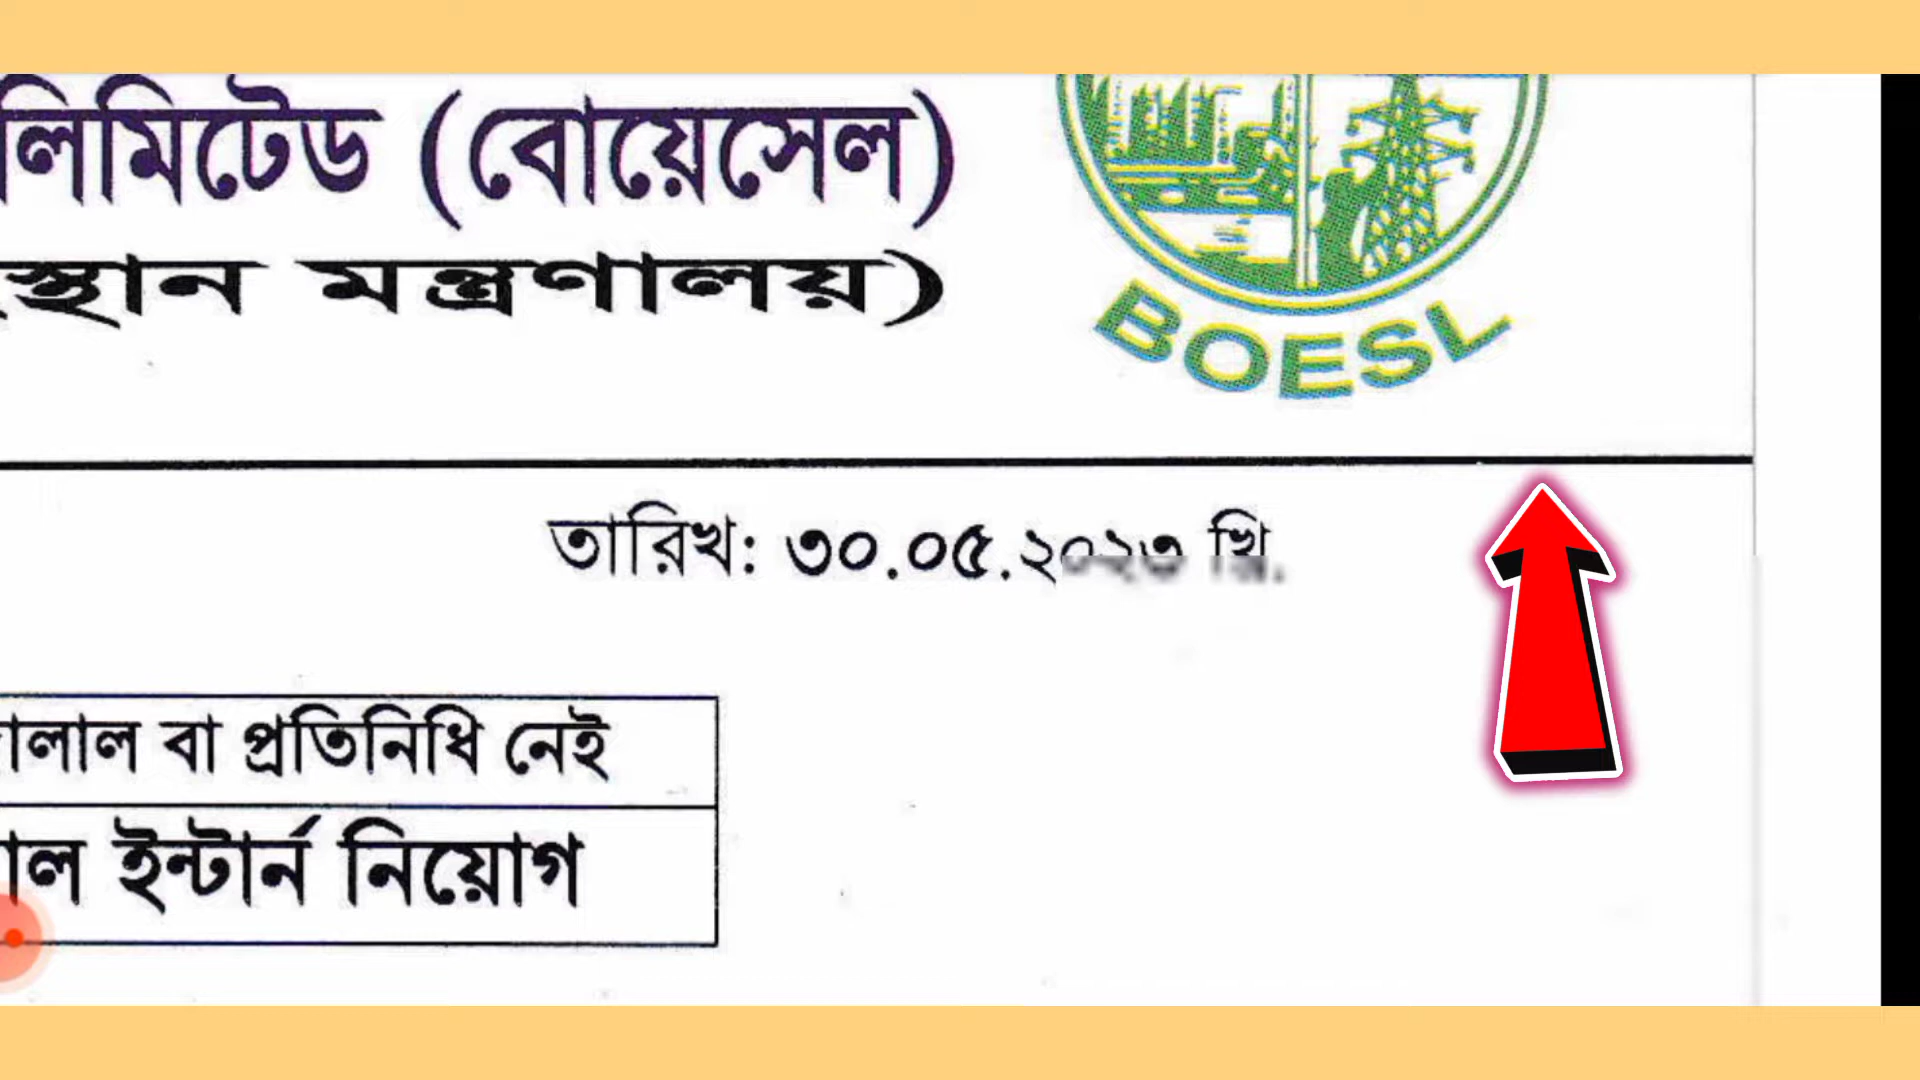 লিমিটেড (বোয়েসেল)
স্থান মন্ত্রণালয়)
BOESL
তারিখ: ৩০.০৫.২০২৩ খ্রি.
ালাল বা প্রতিনিধি নেই
াল ইন্টার্ন নিয়োগ